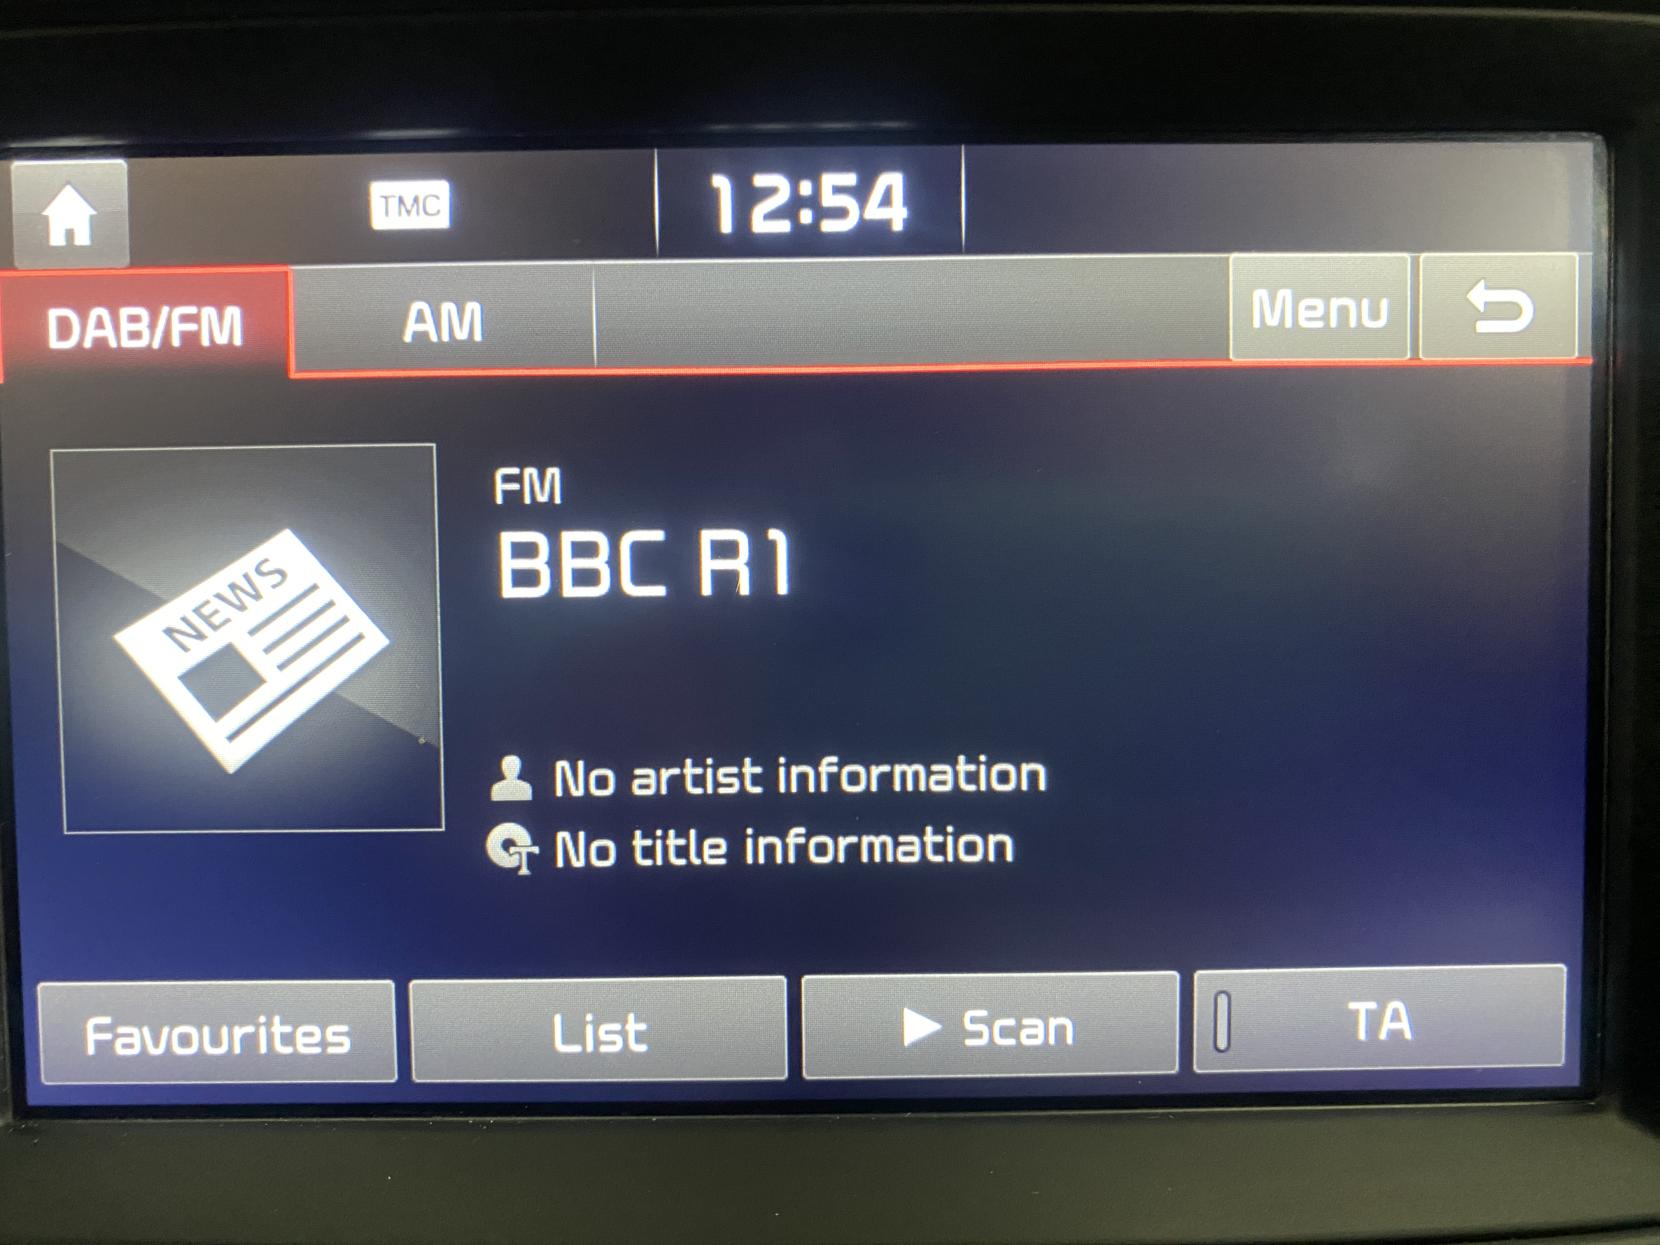 TMC
12:54
DAB/FM
AM
Menu
FM
BBC R1
NEWS
No artist information
T
No title information
Favourites
List
Scan
TA